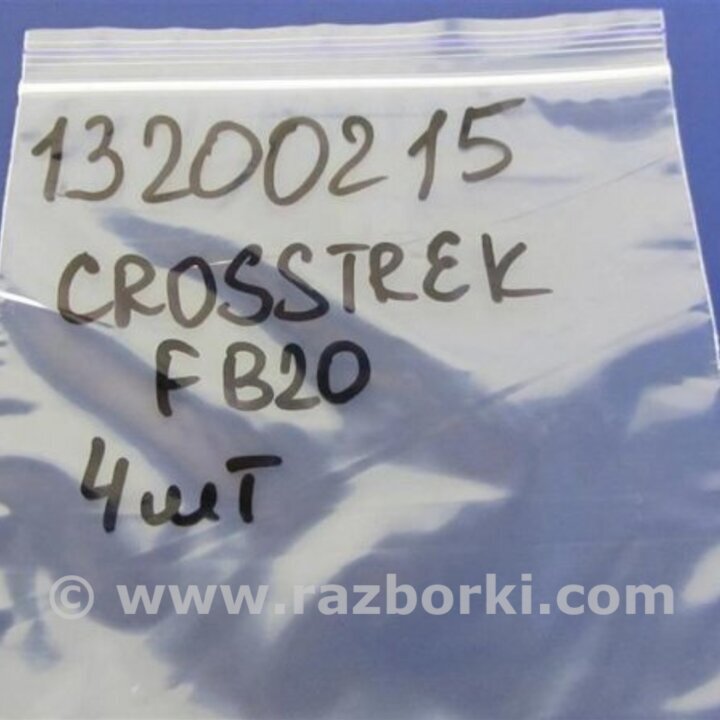 13200215
CROSSTREK
FB20
4шт
© www.razborki.com